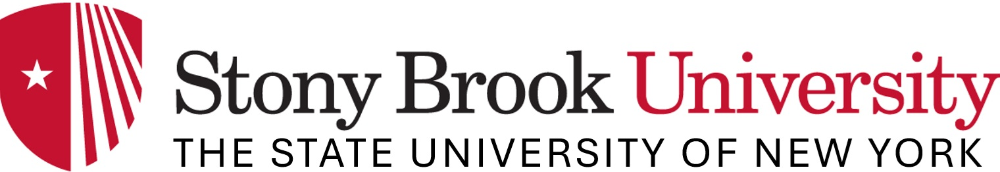 Stony Brook University
THE STATE UNIVERSITY OF NEW YORK